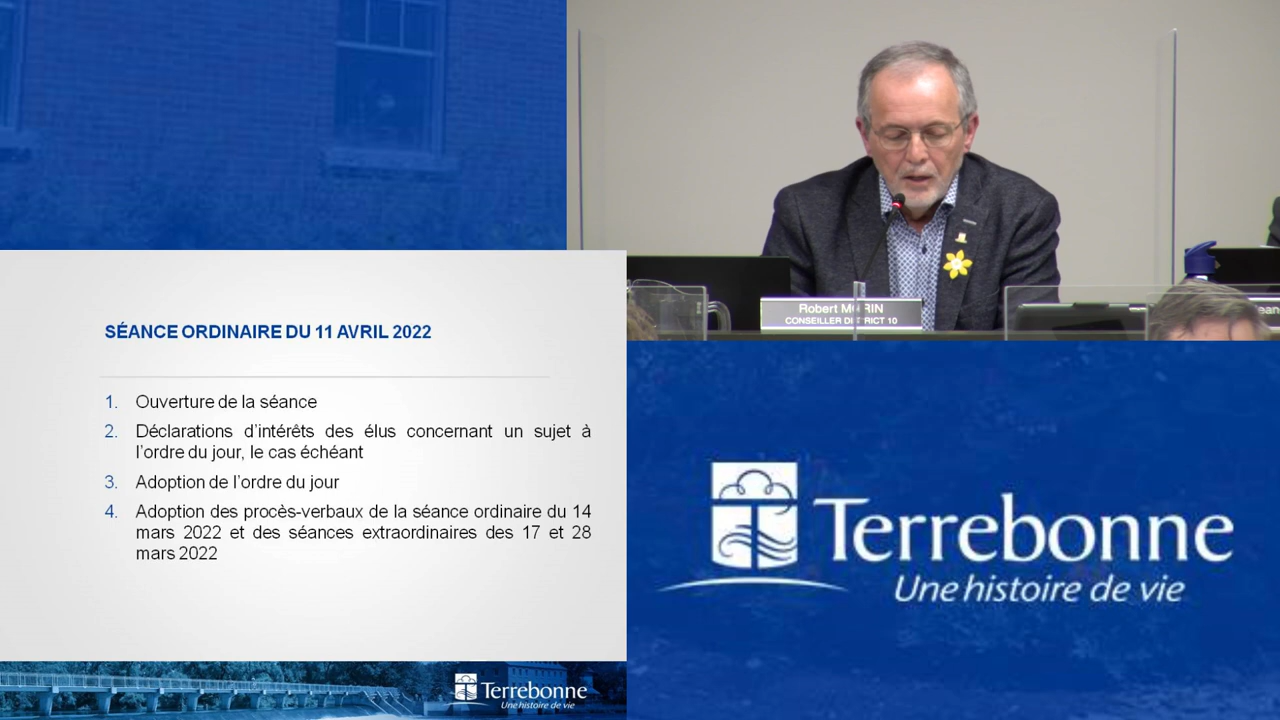 Robert MORIN
CONSEILLER DISTRICT 10
SÉANCE ORDINAIRE DU 11 AVRIL 2022
1. Ouverture de la séance
2. Déclarations d’intérêts des élus concernant un sujet à
l’ordre du jour, le cas échéant
3. Adoption de l’ordre du jour
4. Adoption des procès-verbaux de la séance ordinaire du 14
mars 2022 et des séances extraordinaires des 17 et 28
mars 2022
Terrebonne
Une histoire de vie
Terrebonne
Une histoire de vie